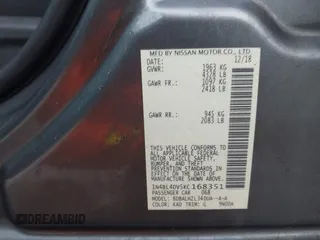 MFD BY NISSAN MOTOR CO., LTD
DATE: 12/18
GVWR: 1963 KG
4328 LB
GAWR FR.: 1097 KG
2418 LB
GAWR RR.: 945 KG
2083 LB
THIS VEHICLE CONFORMS TO ALL
APPLICABLE FEDERAL MOTOR
VEHICLE SAFETY, BUMPER, AND
THEFT PREVENTION STANDARDS IN
EFFECT ON THE DATE OF
MANUFACTURE SHOWN ABOVE.
1N4BL4DV5KC168351
PASSENGER CAR
MODEL:
COLOR: KAD TRIM: G
AUTOBIDMASTER